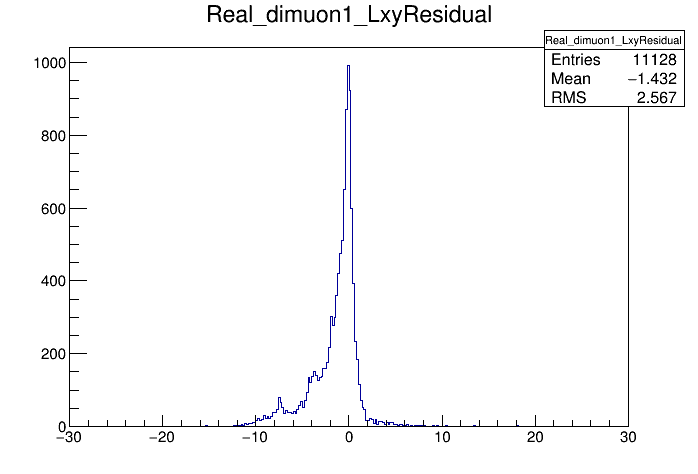 Real_dimuon1_LxyResidual
Real_dimuon1_LxyResidual
Entries 11128
Mean −1.432
RMS 2.567
1000
800
600
400
200
0
−30 −20 −10 0 10 20 30